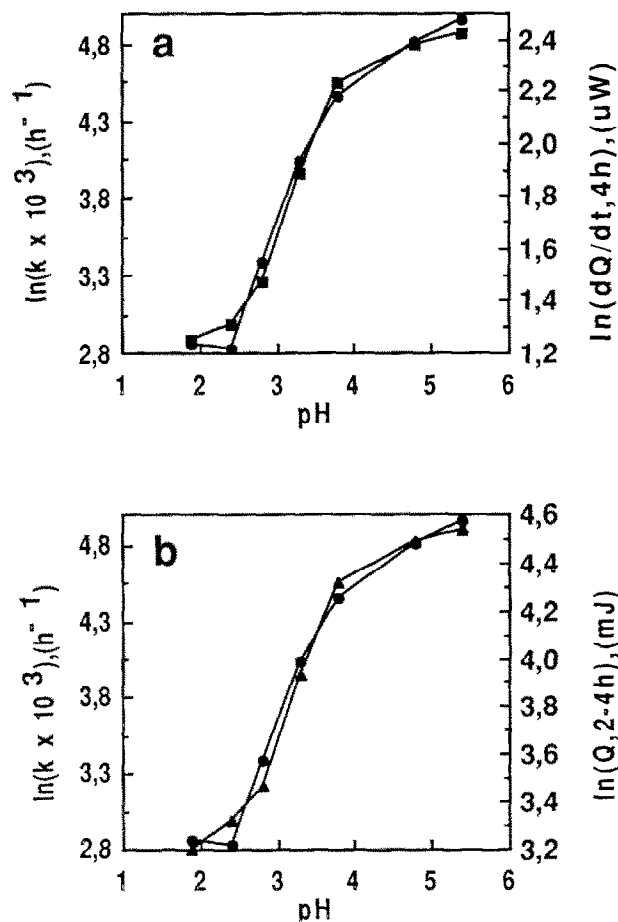 a
4,8
4,3
3,8
3,3
2,8
ln(k x 10 3),(h- 1)
2,4
2,2
2,0
1,8
1,6
1,4
1,2
ln(dQ/dt,4h),(uW)
1 2 3 4 5 6
pH
b
4,8
4,3
3,8
3,3
2,8
ln(k x 10 3),(h- 1)
4,6
4,4
4,2
4,0
3,8
3,6
3,4
3,2
ln(Q,2-4h),(mJ)
1 2 3 4 5 6
pH